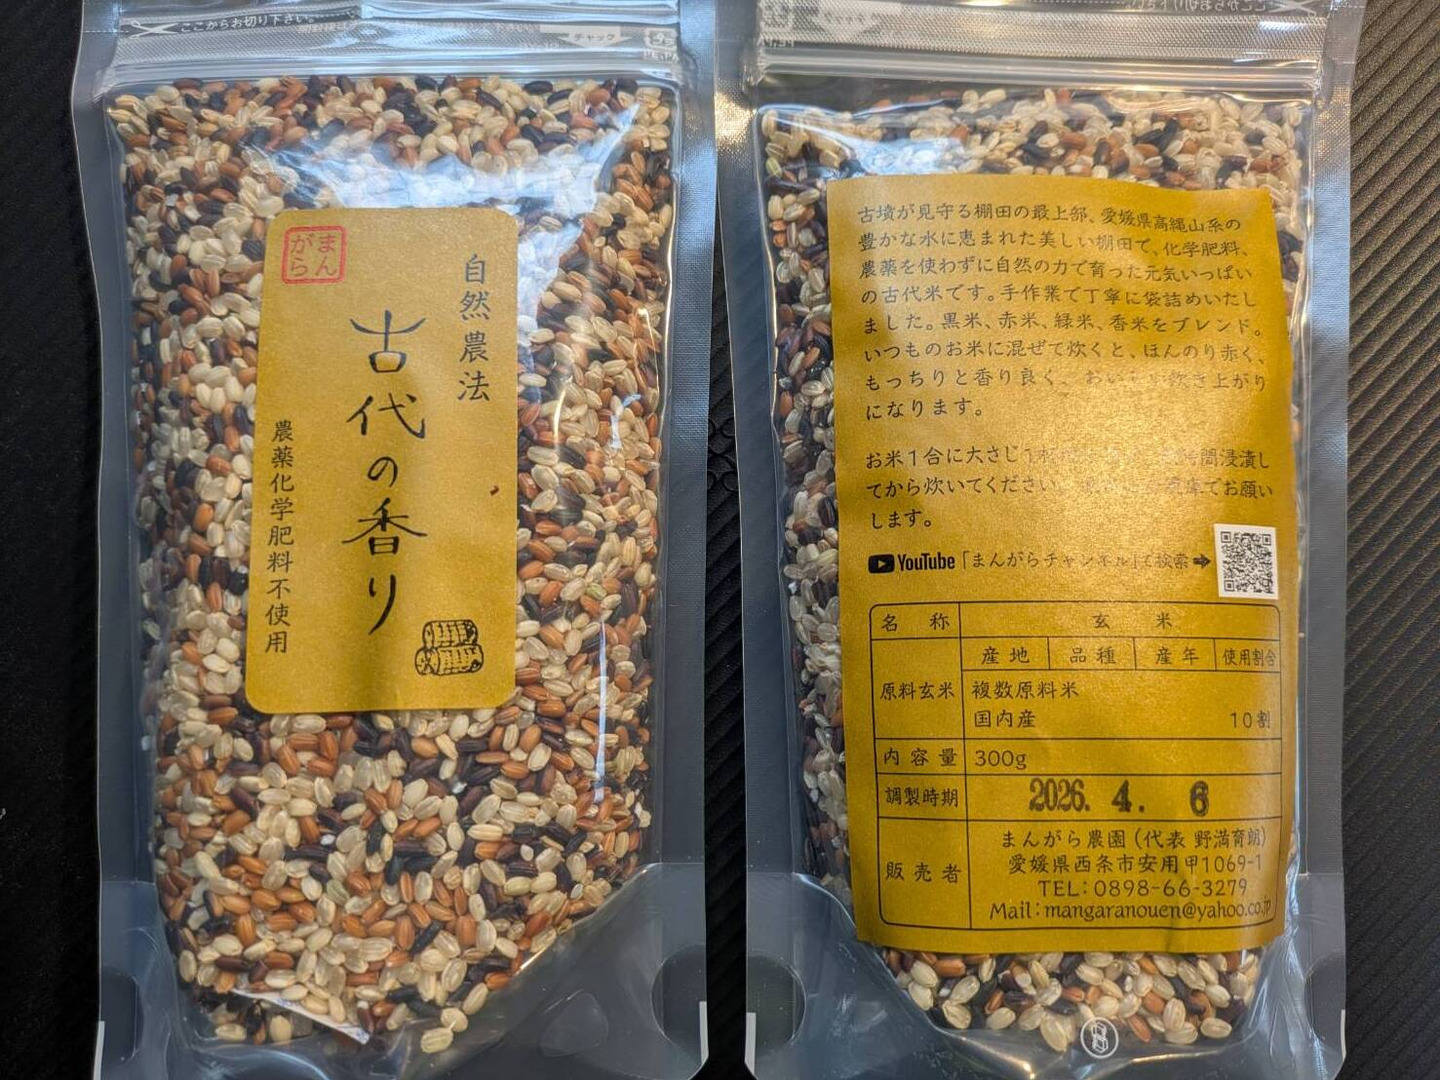 ここからお切り下さい。
チャック
まん
がら
自然農法
古代の香り
農薬化学肥料不使用
古墳が見守る棚田の最上部、愛媛県高縄山系の
豊かな水に恵まれた美しい棚田で、化学肥料、
農薬を使わずに自然の力で育った元気いっぱい
の古代米です。手作業で丁寧に袋詰めいたし
ました。黒米、赤米、緑米、香米をブレンド。
いつものお米に混ぜて炊くと、ほんのり赤く、
もっちりと香り良く、 炊き上がり
になります。
お米1合に大さじ1 間浸漬し
てから炊いてください でお願い
します。
YouTube「まんがらチャンネル」で検索➡
名 称 玄 米
産地 品種 産年 使用割合
原料玄米 複数原料米
国内産 10割
内容量 300g
調製時期 2026. 4. 6
販売者 まんがら農園(代表 野満育朗)
愛媛県西条市安用甲1069-1
TEL:0898-66-3279
Mail:mangaranouen@yahoo.co.jp